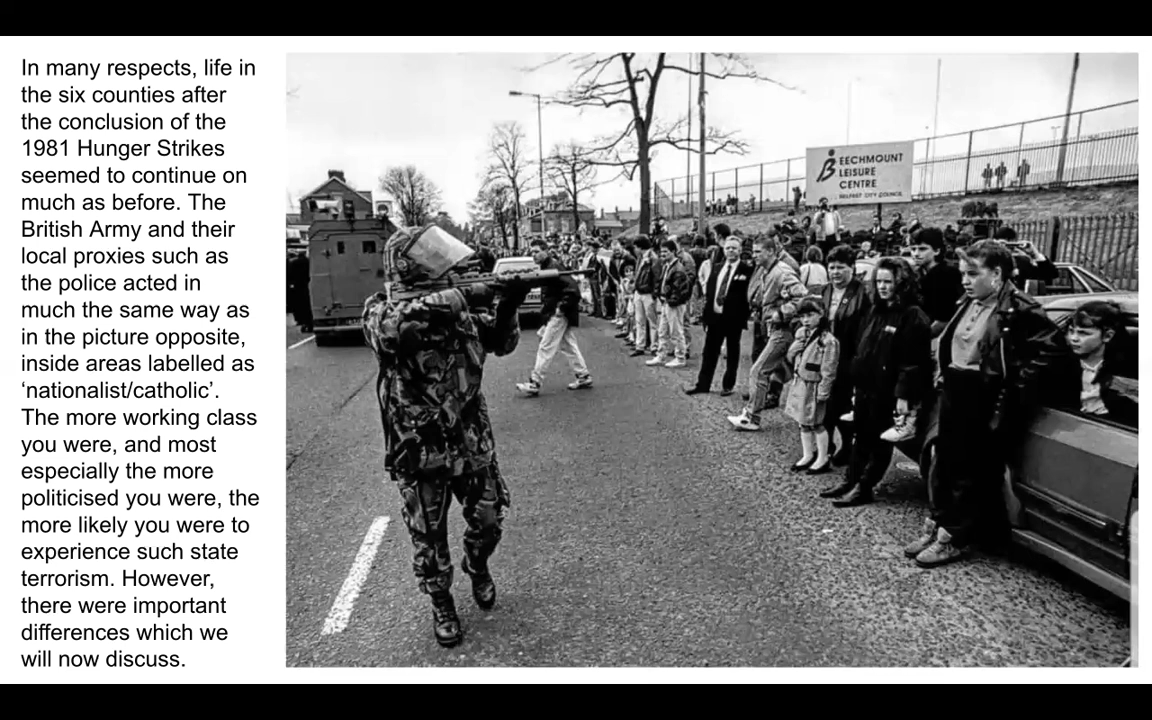 In many respects, life in
the six counties after
the conclusion of the
1981 Hunger Strikes
seemed to continue on
much as before. The
British Army and their
local proxies such as
the police acted in
much the same way as
in the picture opposite,
inside areas labelled as
‘nationalist/catholic’.
The more working class
you were, and most
especially the more
politicised you were, the
more likely you were to
experience such state
terrorism. However,
there were important
differences which we
will now discuss.
BEECHMOUNT
LEISURE
CENTRE
BELFAST CITY COUNCIL